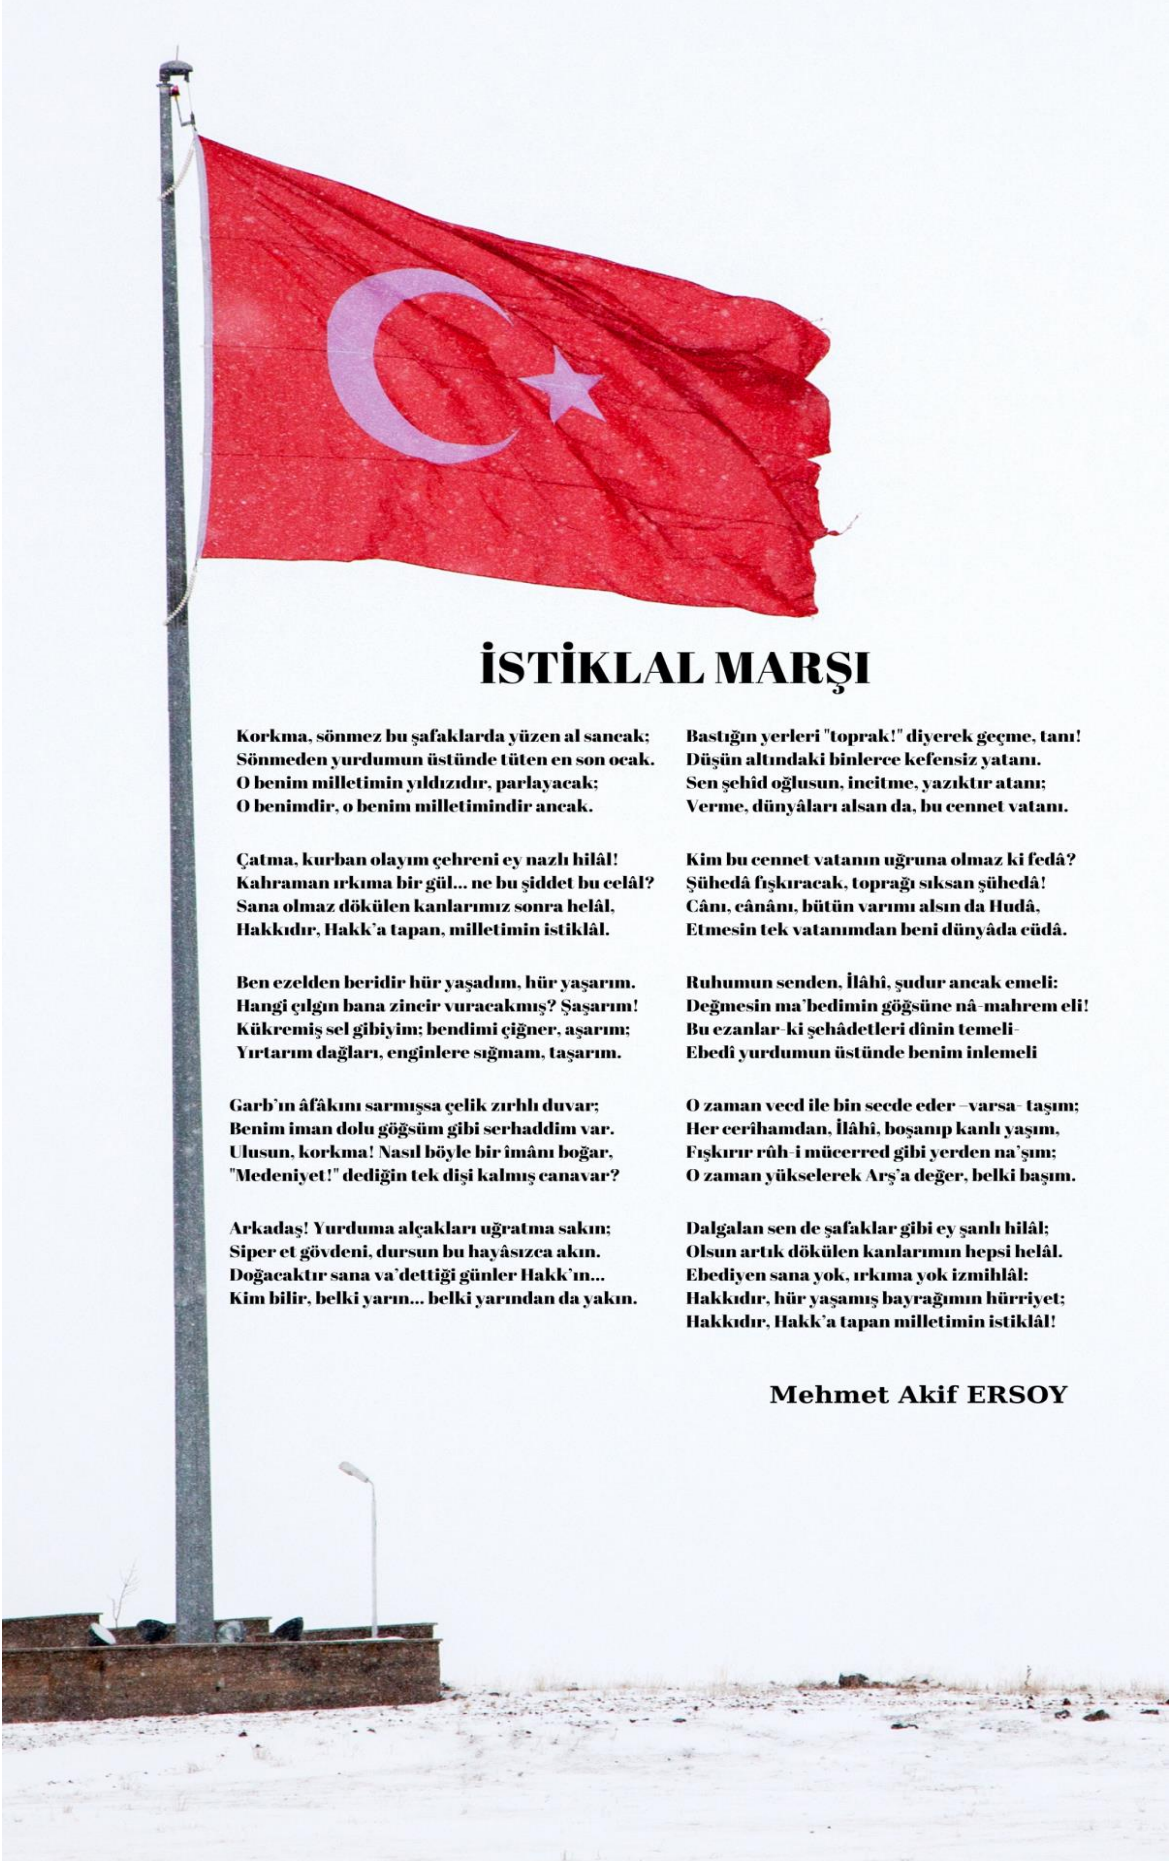 İSTİKLAL MARŞI
Korkma, sönmez bu şafaklarda yüzen al sancak;
Sönmeden yurdumun üstünde tüten en son ocak.
O benim milletimin yıldızıdır, parlayacak;
O benimdir, o benim milletimindir ancak.
Çatma, kurban olayım çehreni ey nazlı hilâl!
Kahraman ırkıma bir gül... ne bu şiddet bu celâl?
Sana olmaz dökülen kanlarımız sonra helâl,
Hakkıdır, Hakk'a tapan, milletimin istiklâl.
Ben ezelden beridir hür yaşadım, hür yaşarım.
Hangi çılgın bana zincir vuracakmış? Şaşarım!
Kükremiş sel gibiyim; bendimi çiğner, aşarım;
Yırtarım dağları, enginlere sığmam, taşarım.
Garb'ın âfâkını sarmışsa çelik zırhlı duvar;
Benim iman dolu göğsüm gibi serhaddim var.
Ulusun, korkma! Nasıl böyle bir îmânı boğar,
"Medeniyet!" dediğin tek dişi kalmış canavar?
Arkadaş! Yurduma alçakları uğratma sakın;
Siper et gövdeni, dursun bu hayâsızca akın.
Doğacaktır sana va'dettiği günler Hakk'ın...
Kim bilir, belki yarın... belki yarından da yakın.
Bastığın yerleri "toprak!" diyerek geçme, tanı!
Düşün altındaki binlerce kefensiz yatanı.
Sen şehîd oğlusun, incitme, yazıktır atanı;
Verme, dünyâları alsan da, bu cennet vatanı.
Kim bu cennet vatanın uğruna olmaz ki fedâ?
Şühedâ fışkıracak, toprağı sıksan şühedâ!
Cânı, cânânı, bütün varımı alsın da Hudâ,
Etmesin tek vatanımdan beni dünyâda cüdâ.
Ruhumun senden, İlâhî, şudur ancak emeli:
Değmesin ma'bedimin göğsüne nâ-mahrem eli!
Bu ezanlar-ki şehâdetleri dînin temeli-
Ebedî yurdumun üstünde benim inlemeli
O zaman vecd ile bin secde eder –varsa- taşım;
Her cerîhamdan, İlâhî, boşanıp kanlı yaşım,
Fışkırır rûh-i mücerred gibi yerden na'şım;
O zaman yükselerek Arş'a değer, belki başım.
Dalgalan sen de şafaklar gibi ey şanlı hilâl;
Olsun artık dökülen kanlarımın hepsi helâl.
Ebediyen sana yok, ırkıma yok izmihlâl:
Hakkıdır, hür yaşamış bayrağımın hürriyet;
Hakkıdır, Hakk'a tapan milletimin istiklâl!
Mehmet Akif ERSOY